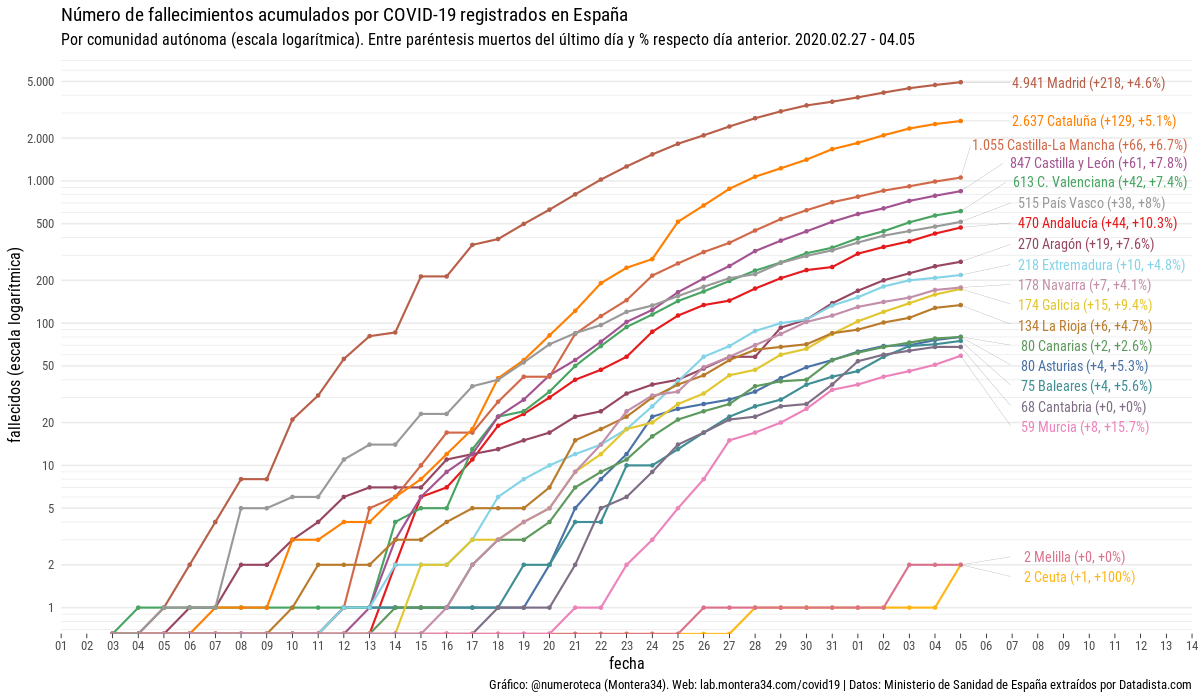 Número de fallecimientos acumulados por COVID-19 registrados en España
Por comunidad autónoma (escala logarítmica). Entre paréntesis muertos del último día y % respecto día anterior. 2020.02.27 - 04.05
fallecidos (escala logarítmica)
5.000
2.000
1.000
500
200
100
50
20
10
5
2
1
4.941 Madrid (+218, +4.6%)
2.637 Cataluña (+129, +5.1%)
1.055 Castilla-La Mancha (+66, +6.7%)
847 Castilla y León (+61, +7.8%)
613 C. Valenciana (+42, +7.4%)
515 País Vasco (+38, +8%)
470 Andalucía (+44, +10.3%)
270 Aragón (+19, +7.6%)
218 Extremadura (+10, +4.8%)
178 Navarra (+7, +4.1%)
174 Galicia (+15, +9.4%)
134 La Rioja (+6, +4.7%)
80 Canarias (+2, +2.6%)
80 Asturias (+4, +5.3%)
75 Baleares (+4, +5.6%)
68 Cantabria (+0, +0%)
59 Murcia (+8, +15.7%)
2 Melilla (+0, +0%)
2 Ceuta (+1, +100%)
01 02 03 04 05 06 07 08 09 10 11 12 13 14 15 16 17 18 19 20 21 22 23 24 25 26 27 28 29 30 31 01 02 03 04 05 06 07 08 09 10 11 12 13 14
fecha
Gráfico: @numeroteca (Montera34). Web: lab.montera34.com/covid19 | Datos: Ministerio de Sanidad de España extraídos por Datadista.com